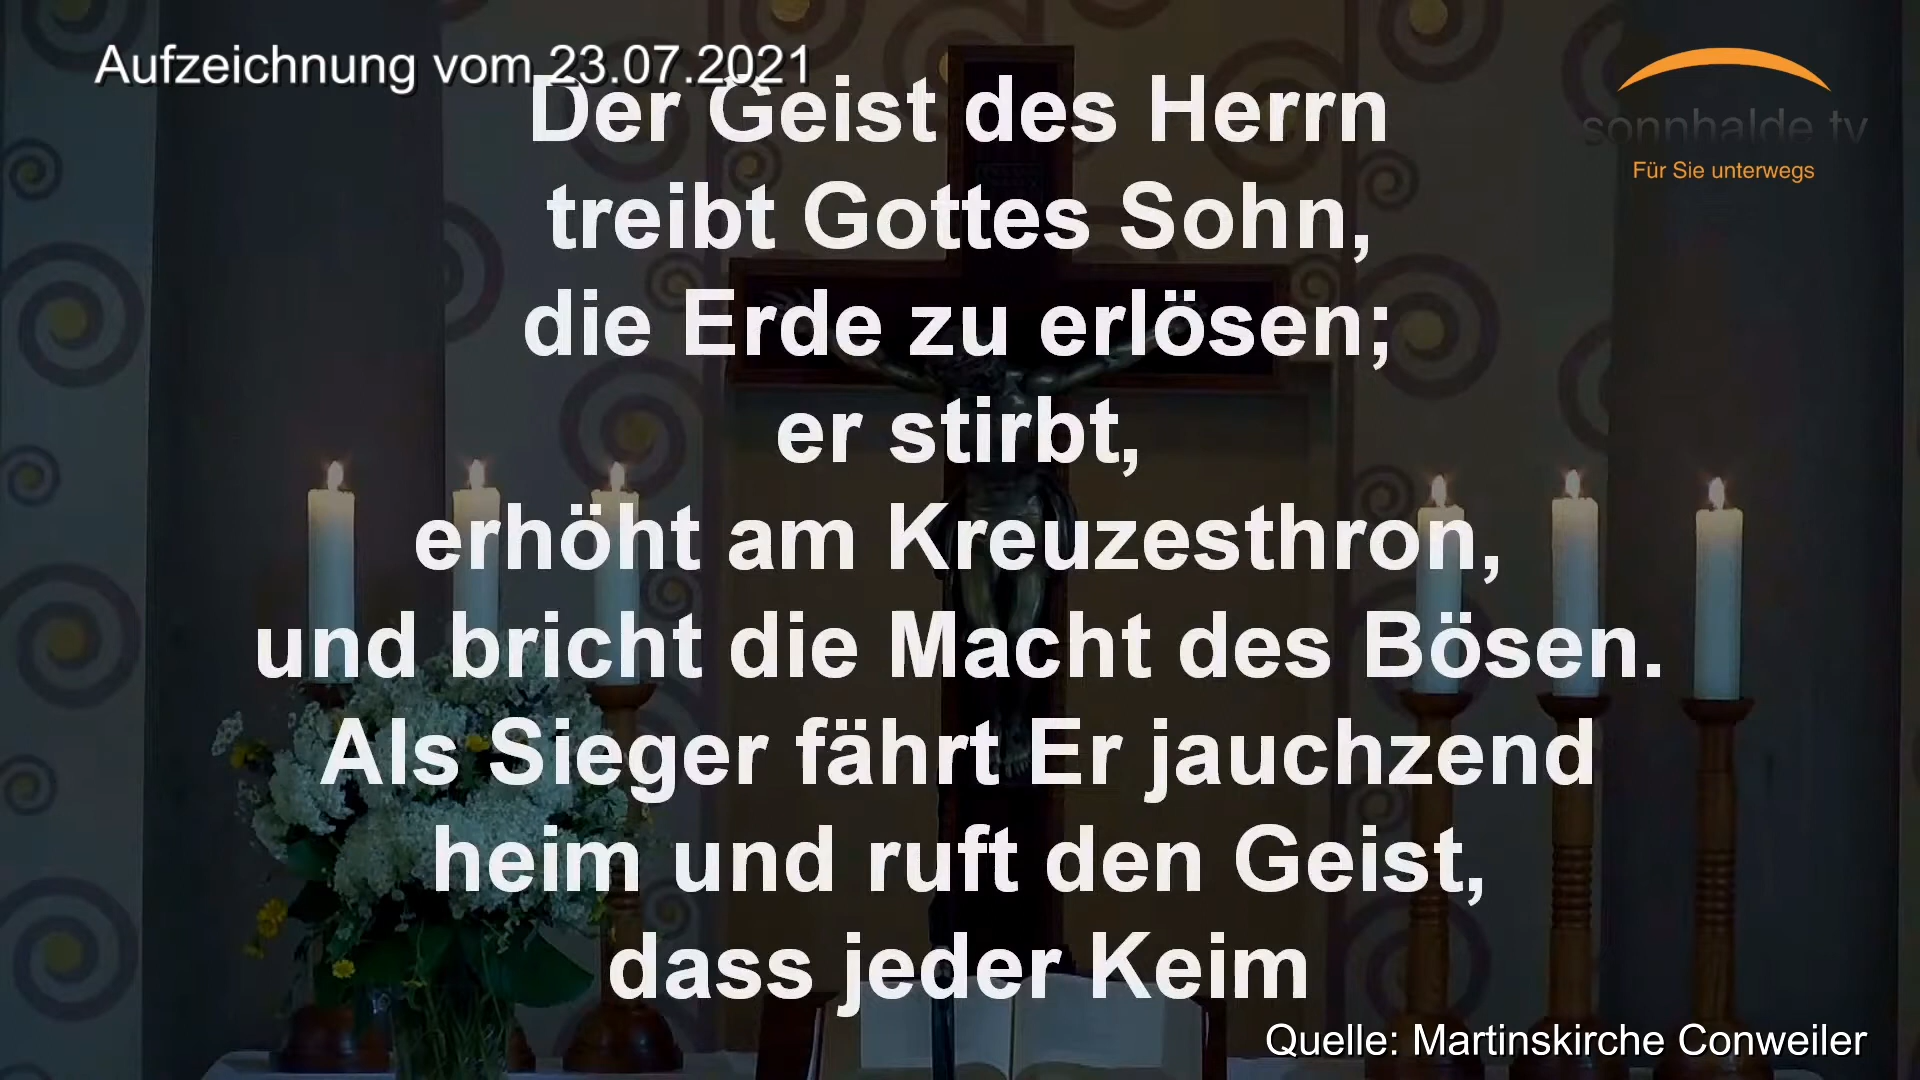 Aufzeichnung vom 23.07.2021
sonnhalde tv
Für Sie unterwegs
Der Geist des Herrn
treibt Gottes Sohn,
die Erde zu erlösen;
er stirbt,
erhöht am Kreuzesthron,
und bricht die Macht des Bösen.
Als Sieger fährt Er jauchzend
heim und ruft den Geist,
dass jeder Keim
Quelle: Martinskirche Conweiler